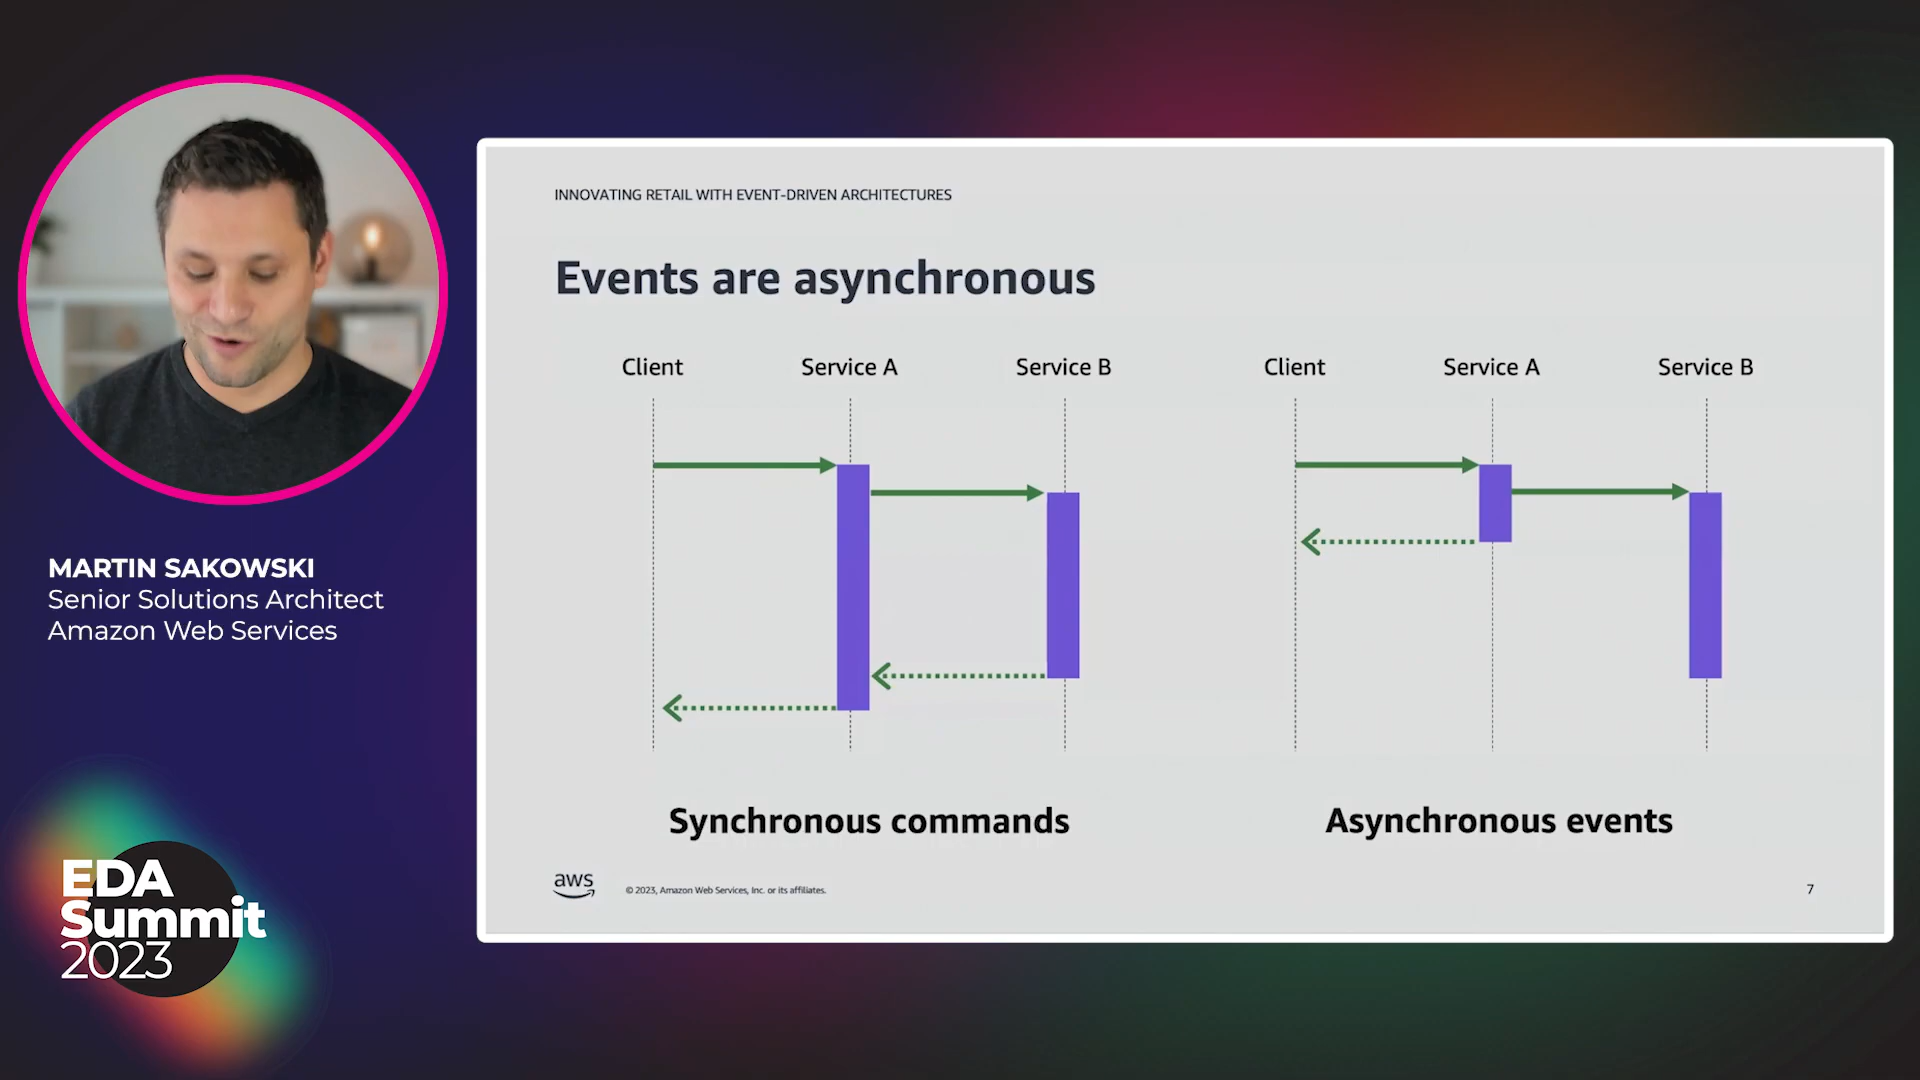 MARTIN SAKOWSKI
Senior Solutions Architect
Amazon Web Services
EDA
Summit
2023
INNOVATING RETAIL WITH EVENT-DRIVEN ARCHITECTURES
Events are asynchronous
Client Service A Service B
Client Service A Service B
Synchronous commands
Asynchronous events
aws
© 2023, Amazon Web Services, Inc. or its affiliates.
7